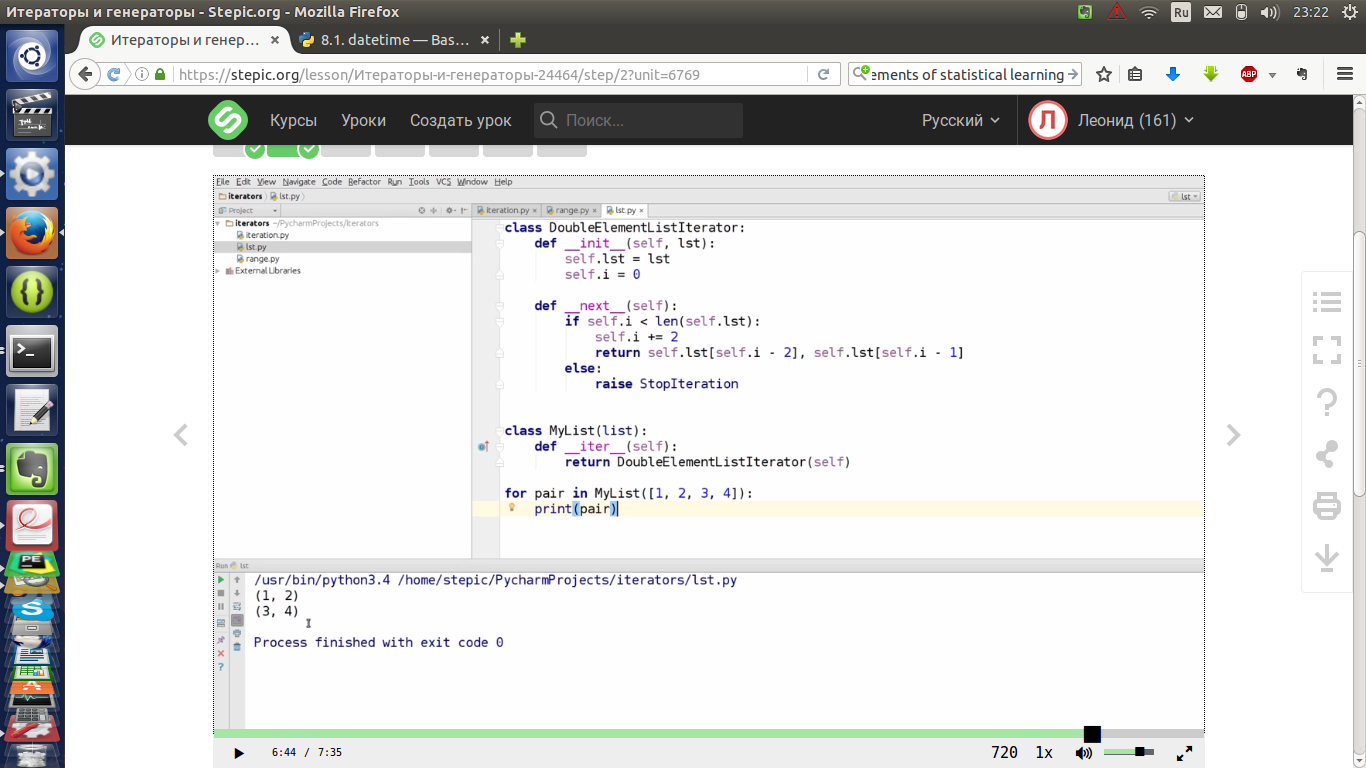 Итераторы и генераторы - Stepic.org - Mozilla Firefox
Ru
23:22
Итераторы и генер...
8.1. datetime — Bas...
https://stepic.org/lesson/Итераторы-и-генераторы-24464/step/2?unit=6769
ements of statistical learning
ABP
Курсы
Уроки
Создать урок
Поиск...
Русский
Л
Леонид (161)
File Edit View Navigate Code Refactor Run Tools VCS Window Help
iterators
lst.py
lst
Project
iteration.py
range.py
lst.py
iterators ~/PycharmProjects/iterators
iteration.py
lst.py
range.py
External Libraries
class DoubleElementListIterator:
def __init__(self, lst):
self.lst = lst
self.i = 0
def __next__(self):
if self.i < len(self.lst):
self.i += 2
return self.lst[self.i - 2], self.lst[self.i - 1]
else:
raise StopIteration
class MyList(list):
def __iter__(self):
return DoubleElementListIterator(self)
for pair in MyList([1, 2, 3, 4]):
print(pair)
Run lst
/usr/bin/python3.4 /home/stepic/PycharmProjects/iterators/lst.py
(1, 2)
(3, 4)
Process finished with exit code 0
6:44 / 7:35
720
1x
PE